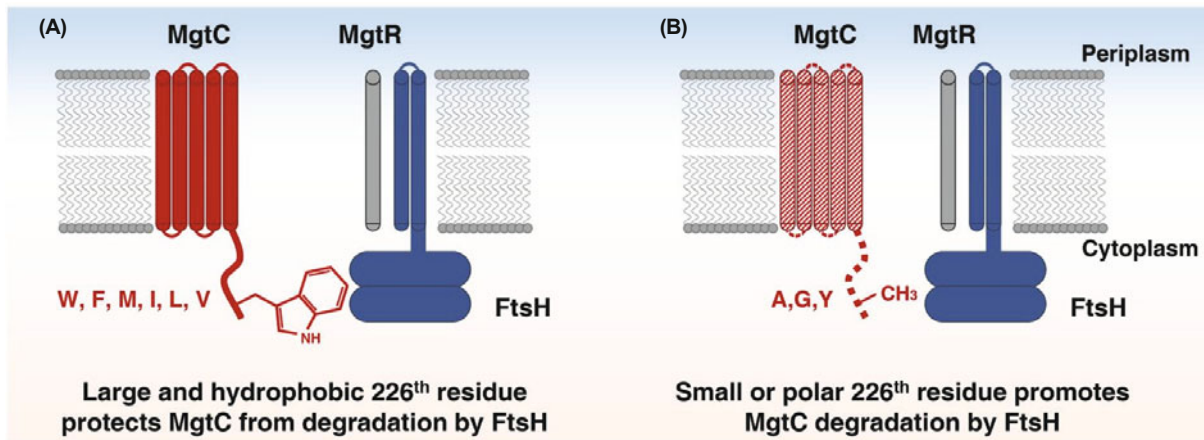 (A)
MgtC
MgtR
W, F, M, I, L, V
NH
FtsH
Large and hydrophobic 226th residue
protects MgtC from degradation by FtsH
(B)
MgtC
MgtR
Periplasm
Cytoplasm
A,G,Y
CH3
FtsH
Small or polar 226th residue promotes
MgtC degradation by FtsH